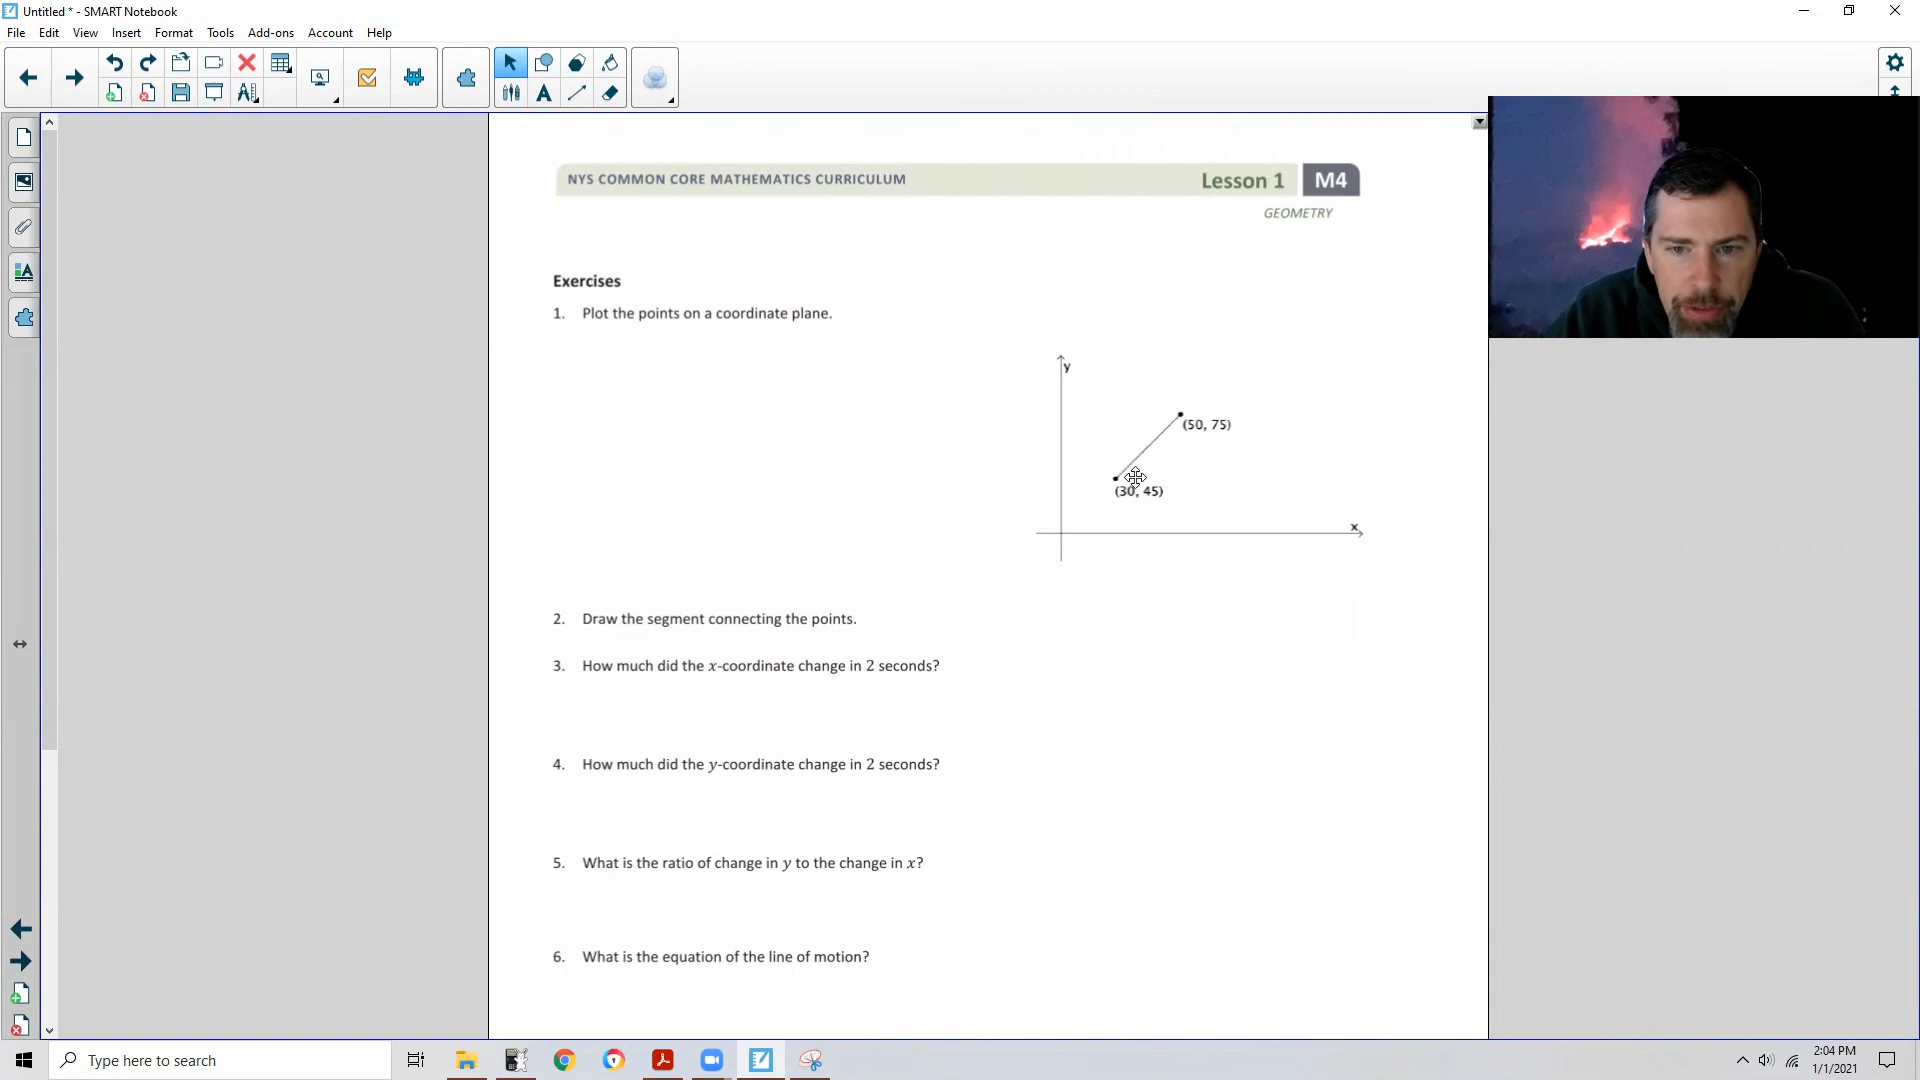 Untitled * - SMART Notebook
File Edit View Insert Format Tools Add-ons Account Help
NYS COMMON CORE MATHEMATICS CURRICULUM
Lesson 1 M4
GEOMETRY
Exercises
1. Plot the points on a coordinate plane.
y
(50, 75)
(30, 45)
x
2. Draw the segment connecting the points.
3. How much did the x-coordinate change in 2 seconds?
4. How much did the y-coordinate change in 2 seconds?
5. What is the ratio of change in y to the change in x?
6. What is the equation of the line of motion?
Type here to search
2:04 PM
1/1/2021